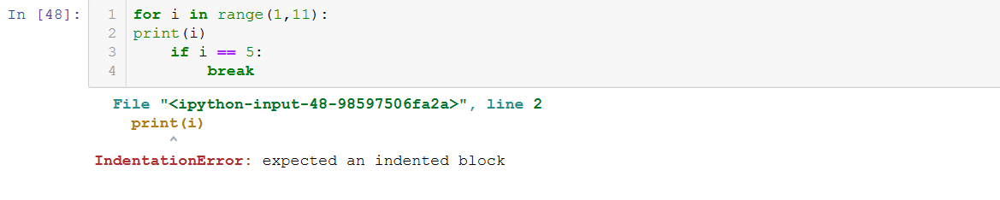 In [48]: 1 for i in range(1,11):
2 print(i)
3     if i == 5:
4         break
File "<ipython-input-48-98597506fa2a>", line 2
print(i)
^
IndentationError: expected an indented block